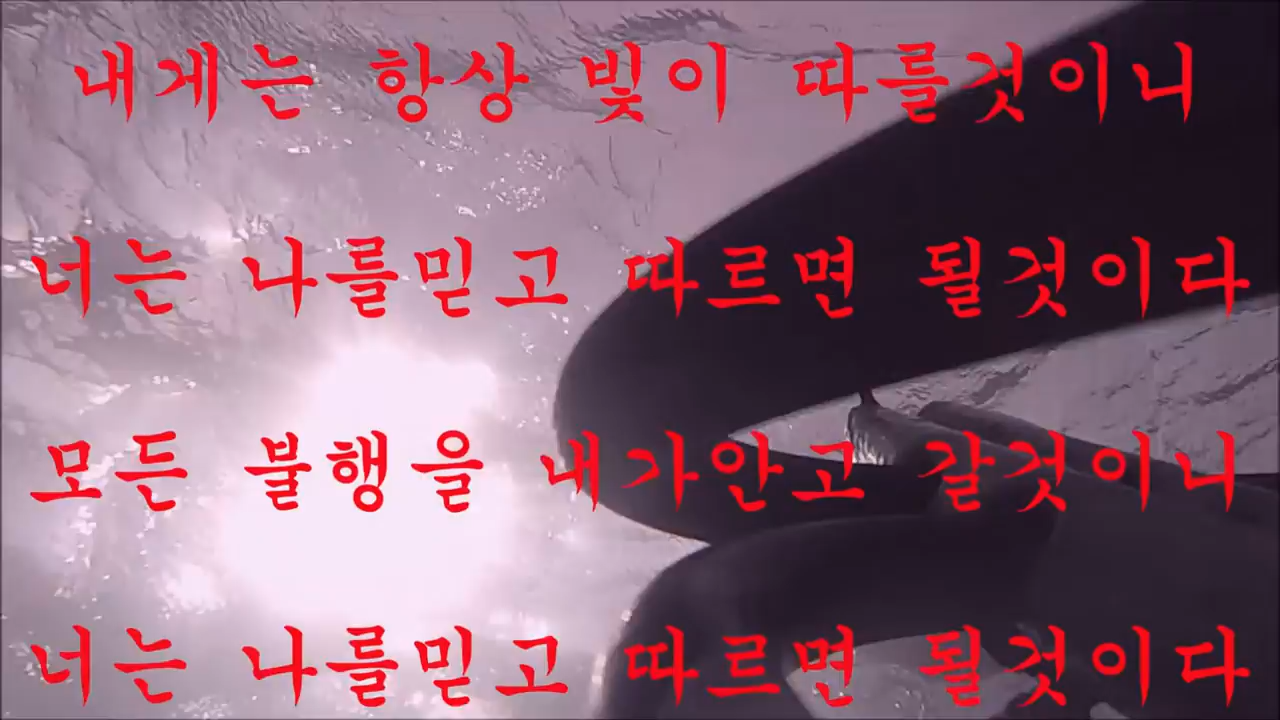 내게는 항상 빛이 따를것이니
너는 나를믿고 따르면 될것이다
모든 불행을 내가안고 갈것이니
너는 나를믿고 따르면 될것이다